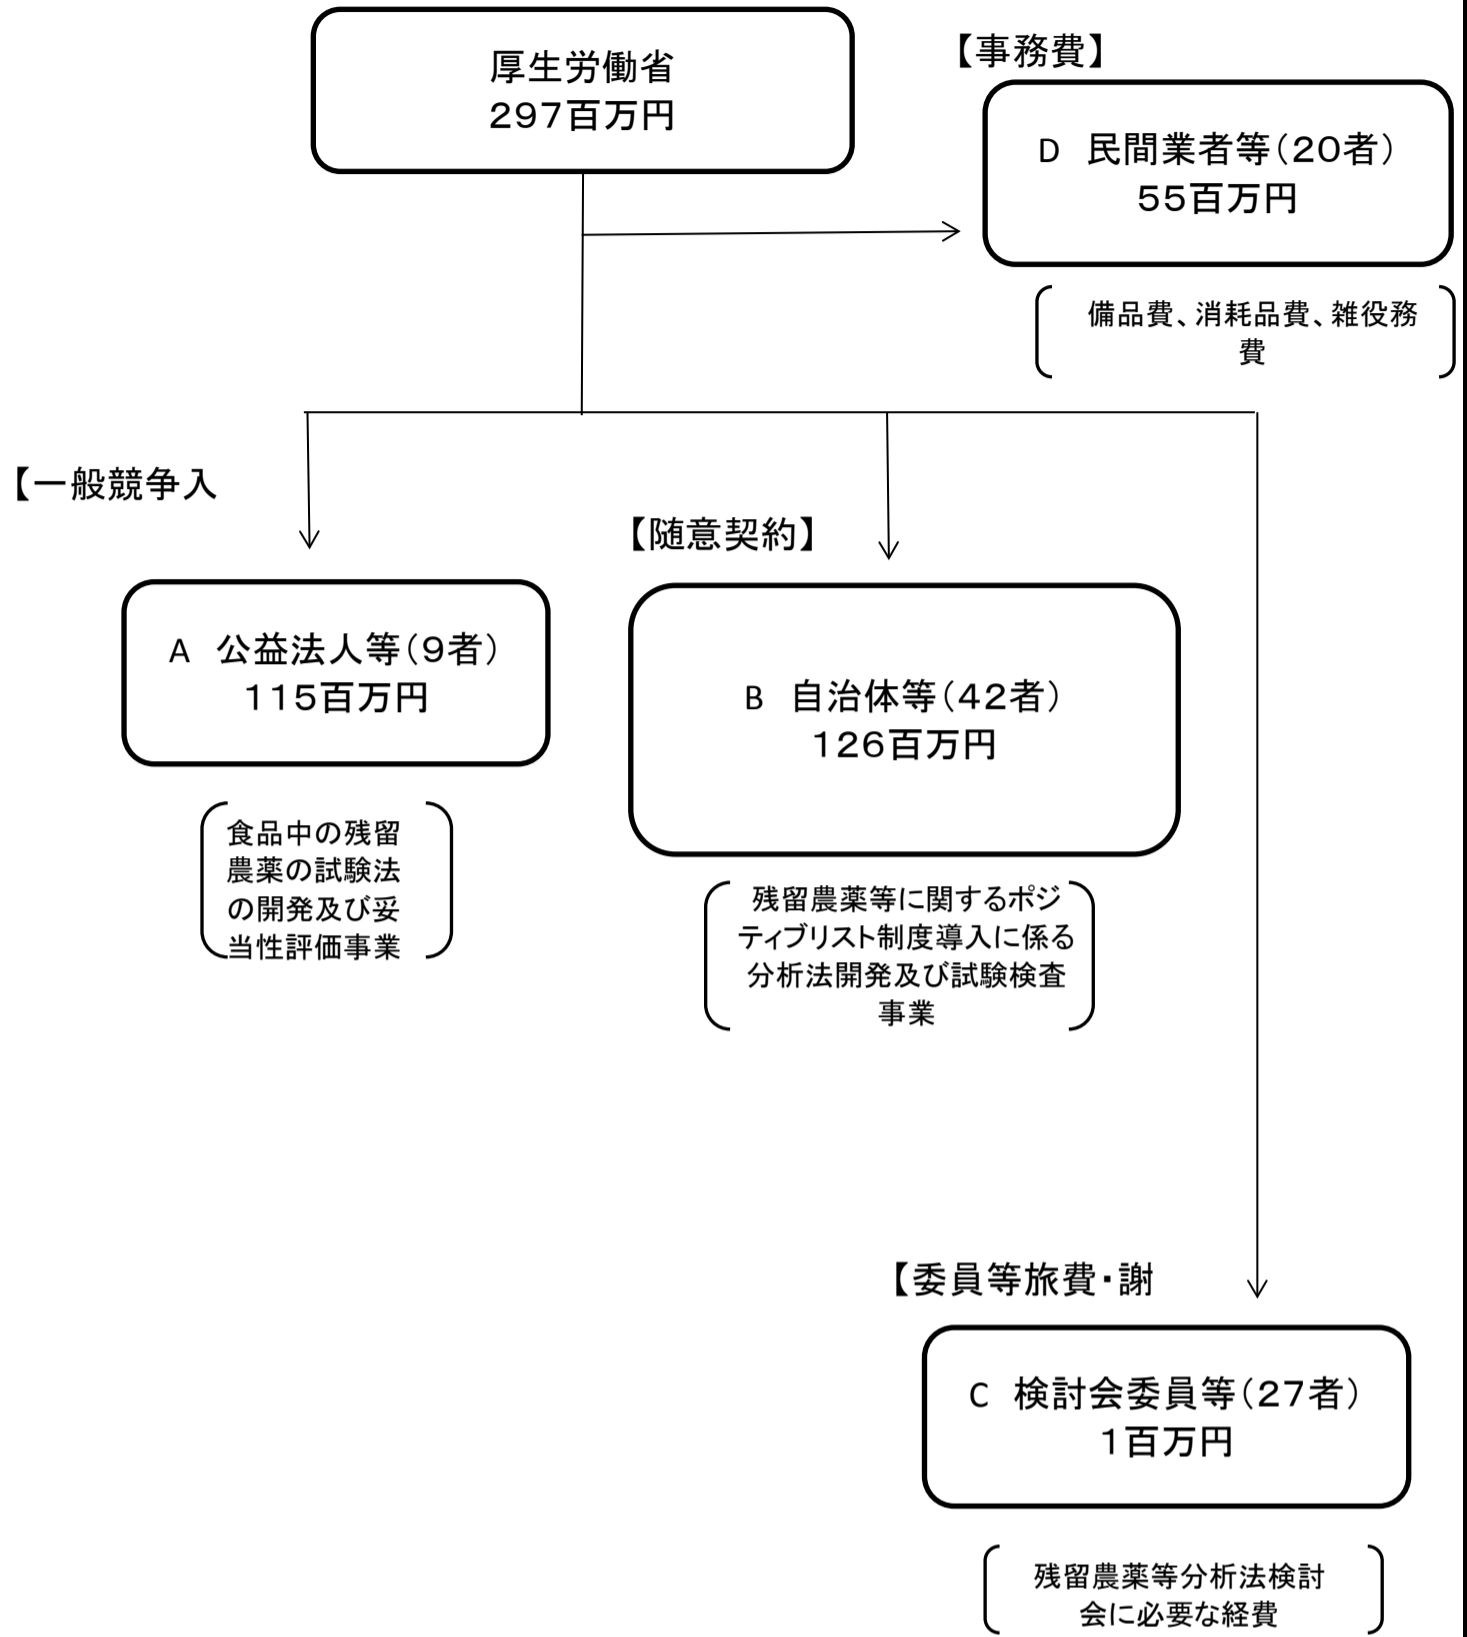 厚生労働省
297百万円
【事務費】
D　民間業者等（20者）
55百万円
備品費、消耗品費、雑役務
費
【一般競争入
【随意契約】
A　公益法人等（9者）
115百万円
B　自治体等（42者）
126百万円
食品中の残留
農薬の試験法
の開発及び妥
当性評価事業
残留農薬等に関するポジ
ティブリスト制度導入に係る
分析法開発及び試験検査
事業
【委員等旅費・謝
C　検討会委員等（27者）
1百万円
残留農薬等分析法検討
会に必要な経費